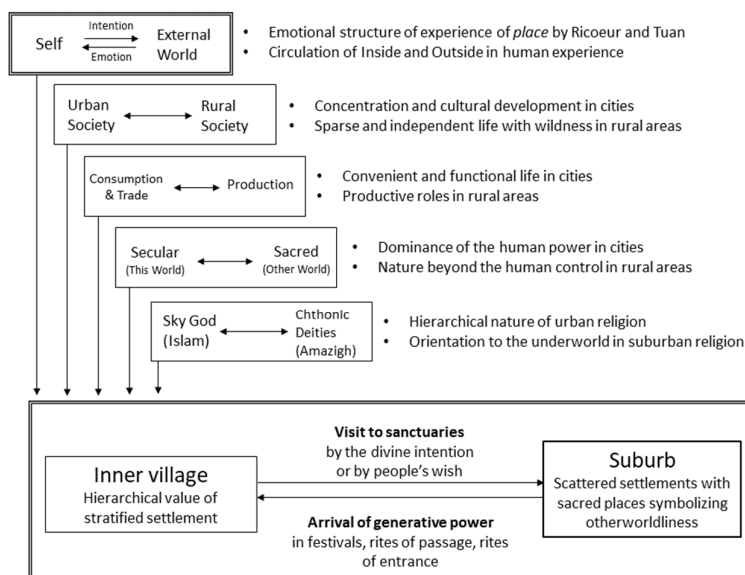 Self
Intention
Emotion
External
World
• Emotional structure of experience of place by Ricoeur and Tuan
• Circulation of Inside and Outside in human experience
Urban
Society
Rural
Society
• Concentration and cultural development in cities
• Sparse and independent life with wildness in rural areas
Consumption
& Trade
Production
• Convenient and functional life in cities
• Productive roles in rural areas
Secular
(This World)
Sacred
(Other World)
• Dominance of the human power in cities
• Nature beyond the human control in rural areas
Sky God
(Islam)
Chthonic
Deities
(Amazigh)
• Hierarchical nature of urban religion
• Orientation to the underworld in suburban religion
Inner village
Hierarchical value of
stratified settlement
Visit to sanctuaries
by the divine intention
or by people's wish
Arrival of generative power
in festivals, rites of passage, rites
of entrance
Suburb
Scattered settlements with
sacred places symbolizing
otherworldliness